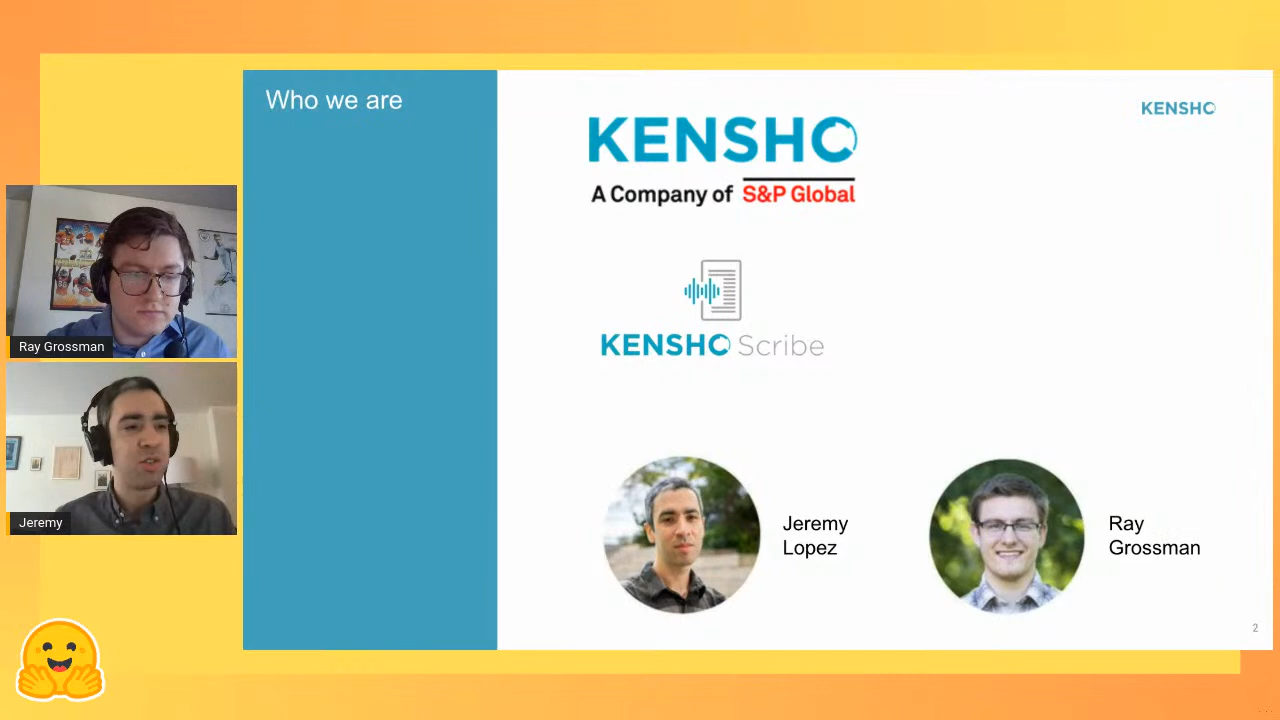 Who we are
KENSHO
KENSHO
A Company of S&P Global
KENSHO Scribe
Ray Grossman
Jeremy
Jeremy
Lopez
Ray
Grossman
2